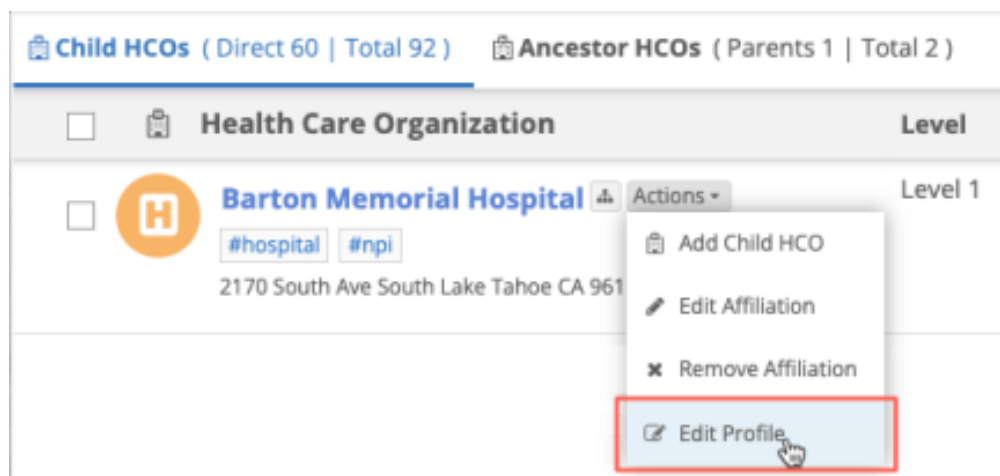 Child HCOs ( Direct 60 | Total 92 ) Ancestor HCOs ( Parents 1 | Total 2 )
Health Care Organization Level
H Barton Memorial Hospital Actions Level 1
#hospital #npi
2170 South Ave South Lake Tahoe CA 961
Add Child HCO
Edit Affiliation
Remove Affiliation
Edit Profile